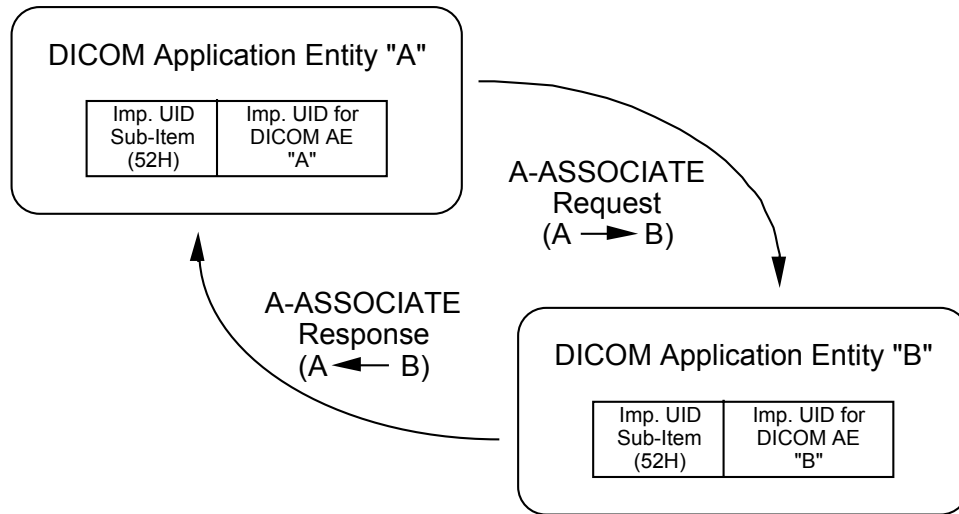 DICOM Application Entity "A"
Imp. UID
Sub-Item
(52H)
Imp. UID for
DICOM AE
"A"
A-ASSOCIATE
Request
(A → B)
A-ASSOCIATE
Response
(A ← B)
DICOM Application Entity "B"
Imp. UID
Sub-Item
(52H)
Imp. UID for
DICOM AE
"B"